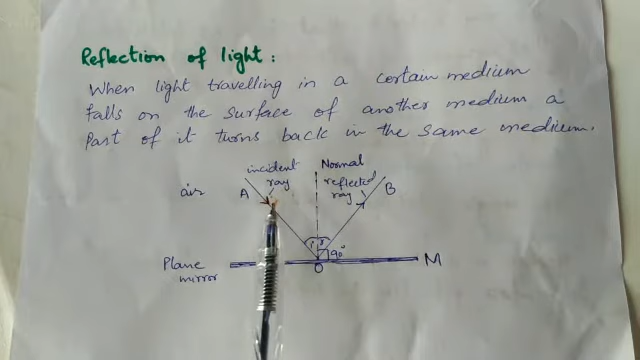 Reflection of light:
When light travelling in a certain medium
falls on the surface of another medium a
Part of it turns back in the same medium.
incident ray
Normal
reflected ray
air
A
B
i
r
90°
Plane mirror
O
M